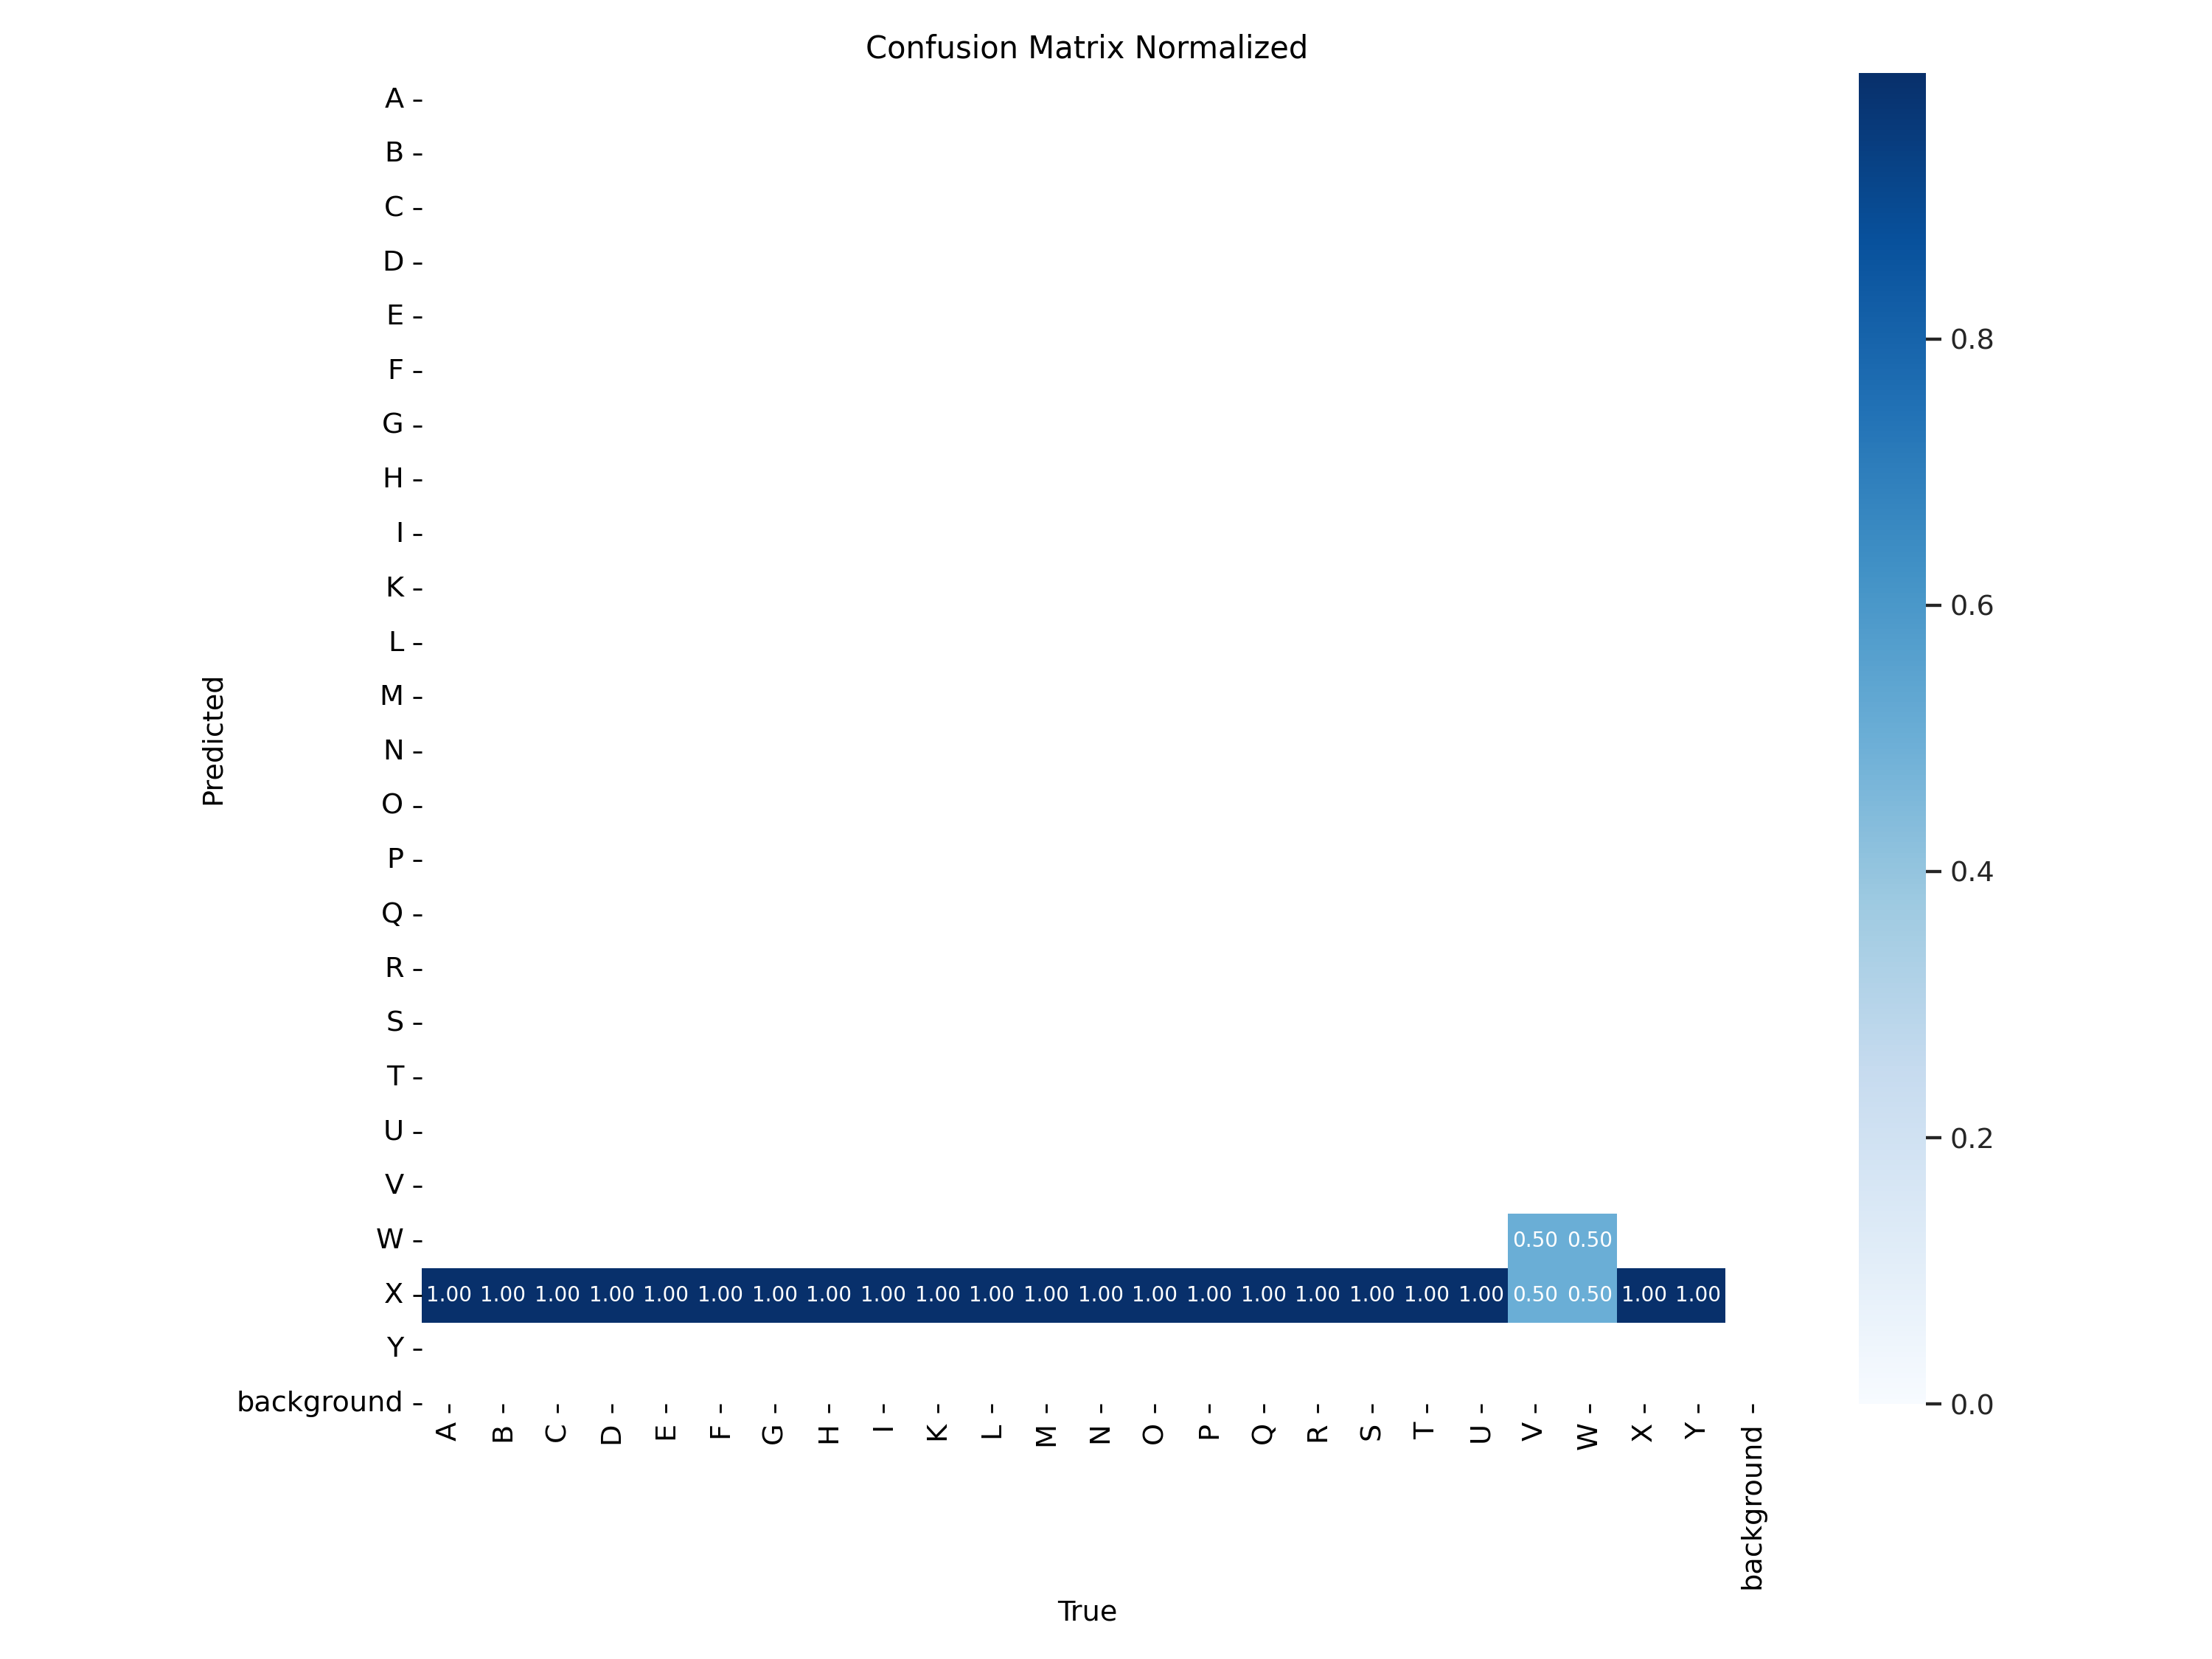 Confusion Matrix Normalized
A
B
C
D
E
F
G
H
I
K
L
M
N
O
P
Q
R
S
T
U
V
W
X
Y
background
Predicted
0.50 0.50
1.00 1.00 1.00 1.00 1.00 1.00 1.00 1.00 1.00 1.00 1.00 1.00 1.00 1.00 1.00 1.00 1.00 1.00 1.00 1.00 0.50 0.50 1.00 1.00
A B C D E F G H I K L M N O P Q R S T U V W X Y background
True
0.8
0.6
0.4
0.2
0.0